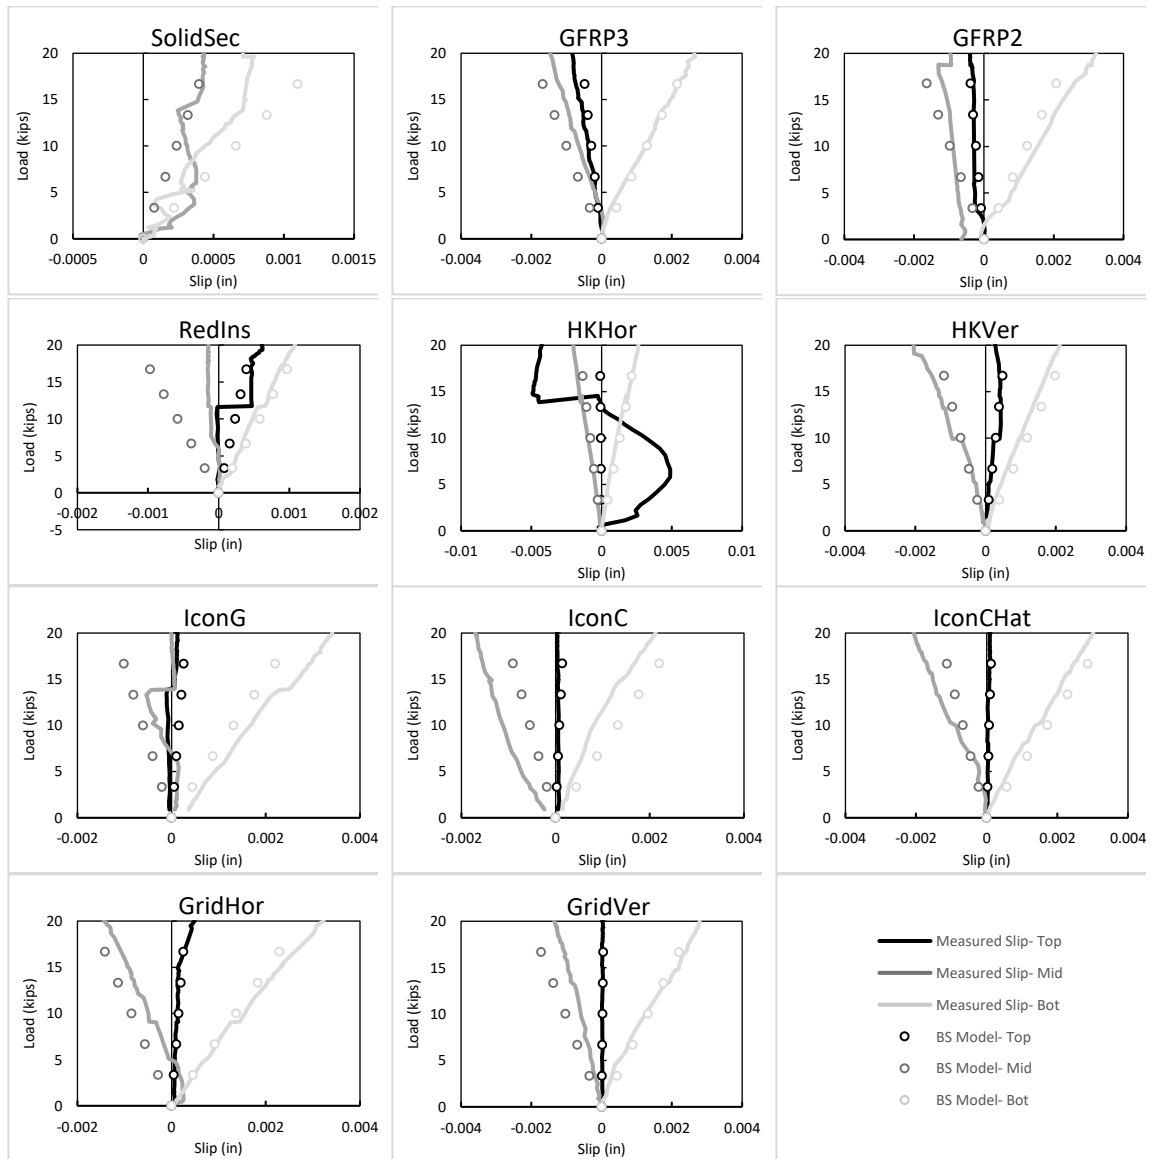 SolidSec
20
15
10
5
0
Load (kips)
-0.0005 0 0.0005 0.001 0.0015
Slip (in)
GFRP3
20
15
10
5
0
Load (kips)
-0.004 -0.002 0 0.002 0.004
Slip (in)
GFRP2
20
15
10
5
0
Load (kips)
-0.004 -0.002 0 0.002 0.004
Slip (in)
RedIns
20
15
10
5
0
-5
Load (kips)
-0.002 -0.001 0 0.001 0.002
Slip (in)
HKHor
20
15
10
5
0
Load (kips)
-0.01 -0.005 0 0.005 0.01
Slip (in)
HKVer
20
15
10
5
0
Load (kips)
-0.004 -0.002 0 0.002 0.004
Slip (in)
IconG
20
15
10
5
0
Load (kips)
-0.002 0 0.002 0.004
Slip (in)
IconC
20
15
10
5
0
Load (kips)
-0.002 0 0.002 0.004
Slip (in)
IconCHat
20
15
10
5
0
Load (kips)
-0.004 -0.002 0 0.002 0.004
Slip (in)
GridHor
20
15
10
5
0
Load (kips)
-0.002 0 0.002 0.004
Slip (in)
GridVer
20
15
10
5
0
Load (kips)
-0.004 -0.002 0 0.002 0.004
Slip (in)
Measured Slip- Top
Measured Slip- Mid
Measured Slip- Bot
BS Model- Top
BS Model- Mid
BS Model- Bot